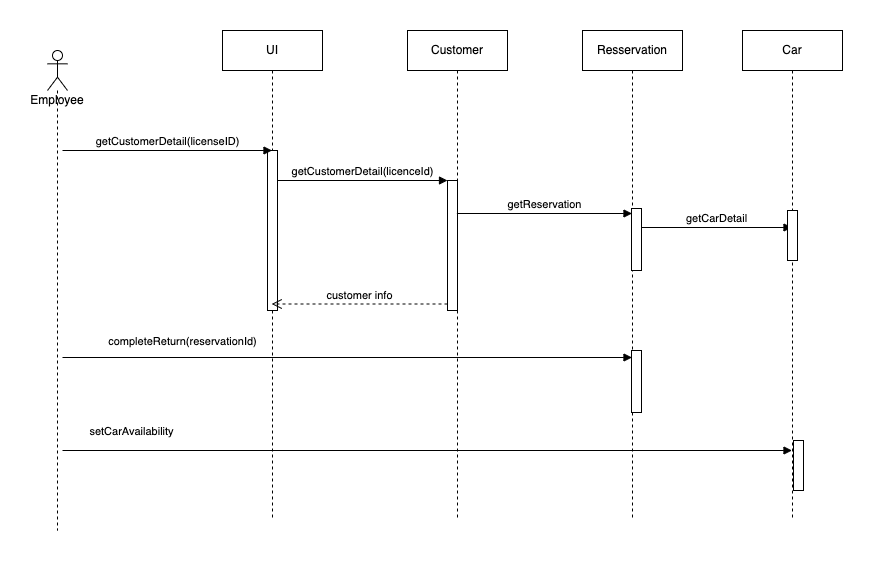 UI
Customer
Resservation
Car
Employee
getCustomerDetail(licenseID)
getCustomerDetail(licenceId)
getReservation
getCarDetail
customer info
completeReturn(reservationId)
setCarAvailability